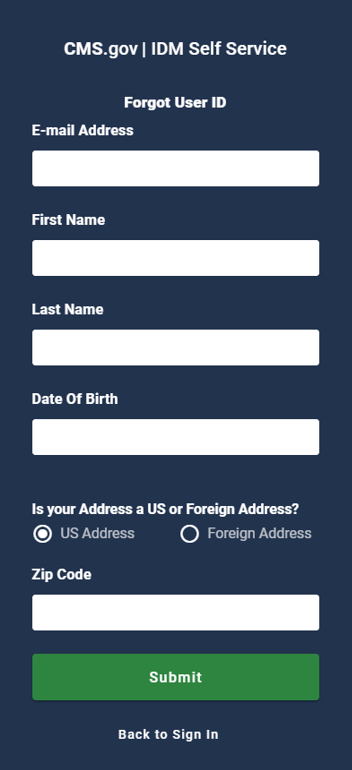 CMS.gov | IDM Self Service
Forgot User ID
E-mail Address
First Name
Last Name
Date Of Birth
Is your Address a US or Foreign Address?
US Address Foreign Address
Zip Code
Submit
Back to Sign In